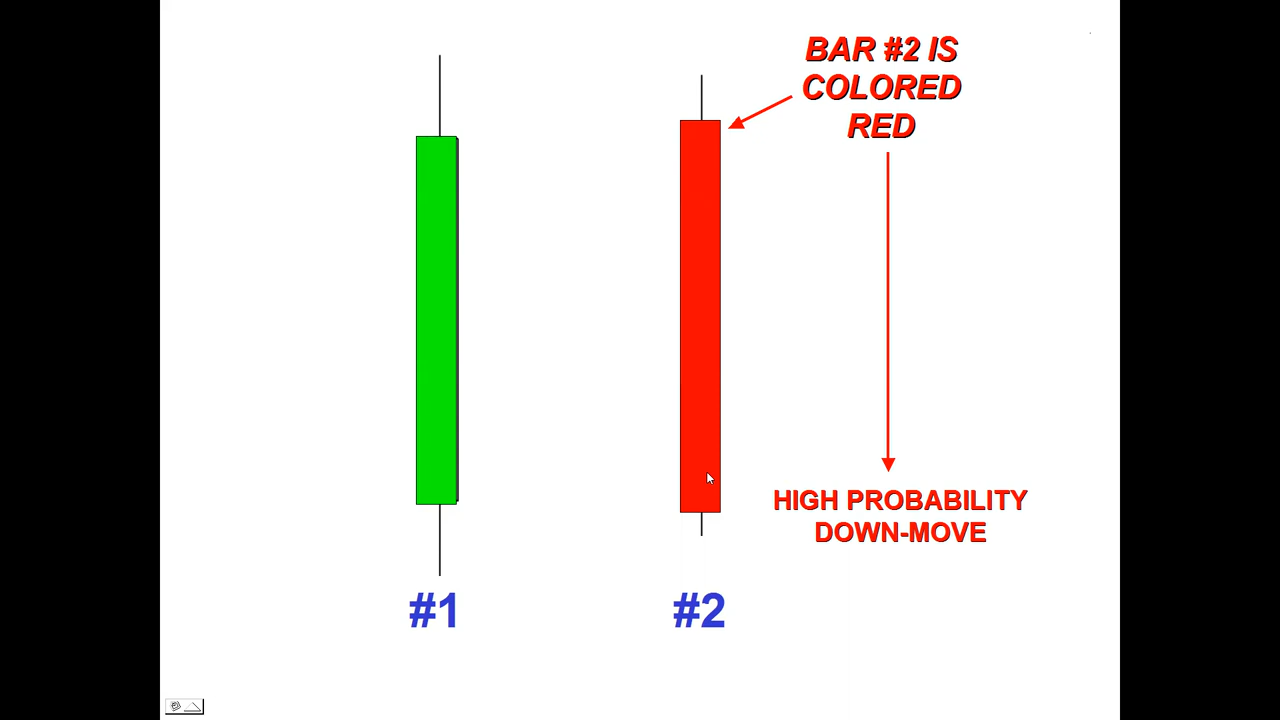 BAR #2 IS
COLORED
RED
HIGH PROBABILITY
DOWN-MOVE
#1
#2